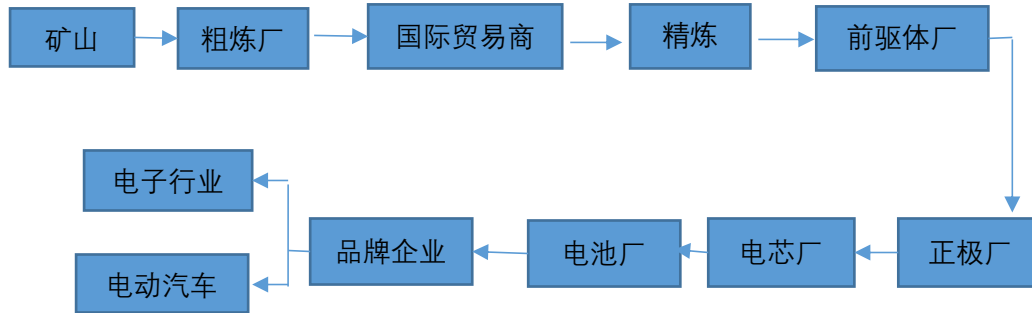 矿山
粗炼厂
国际贸易商
精炼
前驱体厂
正极厂
电芯厂
电池厂
品牌企业
电子行业
电动汽车